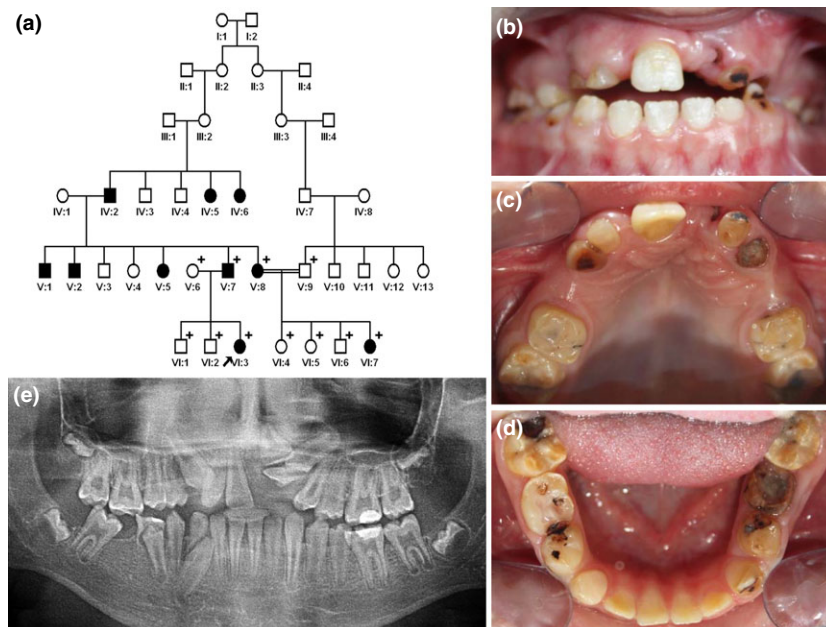 (a)
I:1 I:2
II:1 II:2 II:3 II:4
III:1 III:2 III:3 III:4
IV:1 IV:2 IV:3 IV:4 IV:5 IV:6 IV:7 IV:8
+ + + +
V:1 V:2 V:3 V:4 V:5 V:6 V:7 V:8 V:9 V:10 V:11 V:12 V:13
+ + + + + + +
VI:1 VI:2 VI:3 VI:4 VI:5 VI:6 VI:7
(b)
(c)
(e)
(d)